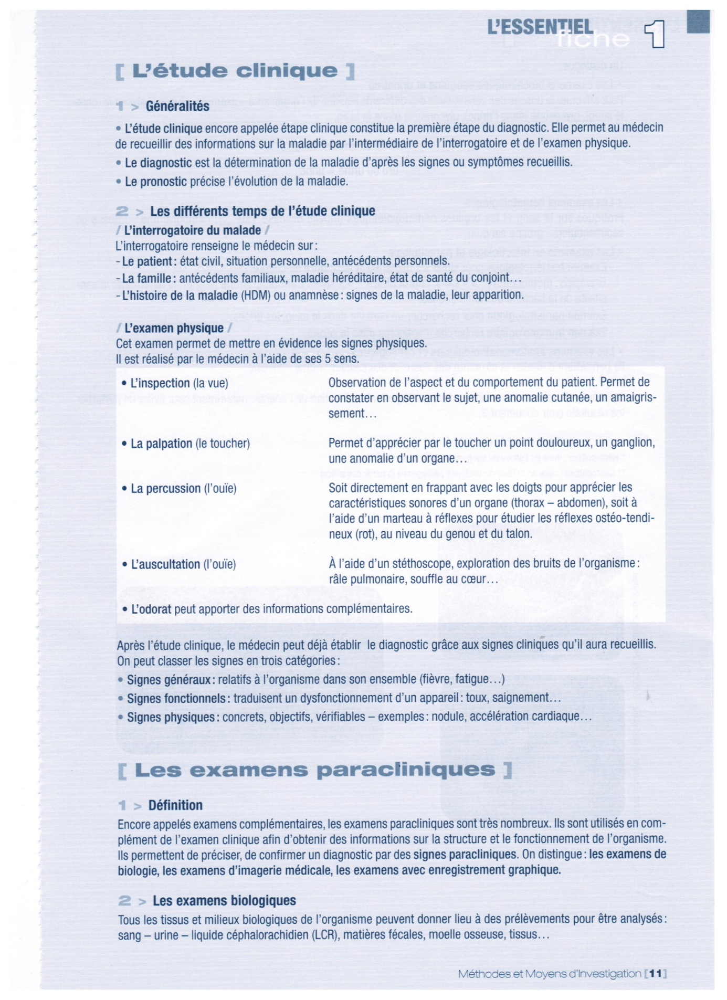 L'ESSENTIEL
fiche 1
[ L'étude clinique ]
1 > Généralités
• L'étude clinique encore appelée étape clinique constitue la première étape du diagnostic. Elle permet au médecin
de recueillir des informations sur la maladie par l'intermédiaire de l'interrogatoire et de l'examen physique.
• Le diagnostic est la détermination de la maladie d'après les signes ou symptômes recueillis.
• Le pronostic précise l'évolution de la maladie.
2 > Les différents temps de l'étude clinique
/ L'interrogatoire du malade /
L'interrogatoire renseigne le médecin sur :
- Le patient : état civil, situation personnelle, antécédents personnels.
- La famille : antécédents familiaux, maladie héréditaire, état de santé du conjoint…
- L'histoire de la maladie (HDM) ou anamnèse : signes de la maladie, leur apparition.
/ L'examen physique /
Cet examen permet de mettre en évidence les signes physiques.
Il est réalisé par le médecin à l'aide de ses 5 sens.
• L'inspection (la vue)
Observation de l'aspect et du comportement du patient. Permet de
constater en observant le sujet, une anomalie cutanée, un amaigris-
sement…
• La palpation (le toucher)
Permet d'apprécier par le toucher un point douloureux, un ganglion,
une anomalie d'un organe…
• La percussion (l'ouïe)
Soit directement en frappant avec les doigts pour apprécier les
caractéristiques sonores d'un organe (thorax – abdomen), soit à
l'aide d'un marteau à réflexes pour étudier les réflexes ostéo-tendi-
neux (rot), au niveau du genou et du talon.
• L'auscultation (l'ouïe)
À l'aide d'un stéthoscope, exploration des bruits de l'organisme :
râle pulmonaire, souffle au cœur…
• L'odorat peut apporter des informations complémentaires.
Après l'étude clinique, le médecin peut déjà établir le diagnostic grâce aux signes cliniques qu'il aura recueillis.
On peut classer les signes en trois catégories :
• Signes généraux : relatifs à l'organisme dans son ensemble (fièvre, fatigue…)
• Signes fonctionnels : traduisent un dysfonctionnement d'un appareil : toux, saignement…
• Signes physiques : concrets, objectifs, vérifiables – exemples : nodule, accélération cardiaque…
[ Les examens paracliniques ]
1 > Définition
Encore appelés examens complémentaires, les examens paracliniques sont très nombreux. Ils sont utilisés en com-
plément de l'examen clinique afin d'obtenir des informations sur la structure et le fonctionnement de l'organisme.
Ils permettent de préciser, de confirmer un diagnostic par des signes paracliniques. On distingue : les examens de
biologie, les examens d'imagerie médicale, les examens avec enregistrement graphique.
2 > Les examens biologiques
Tous les tissus et milieux biologiques de l'organisme peuvent donner lieu à des prélèvements pour être analysés :
sang – urine – liquide céphalorachidien (LCR), matières fécales, moelle osseuse, tissus…
Méthodes et Moyens d'Investigation [11]